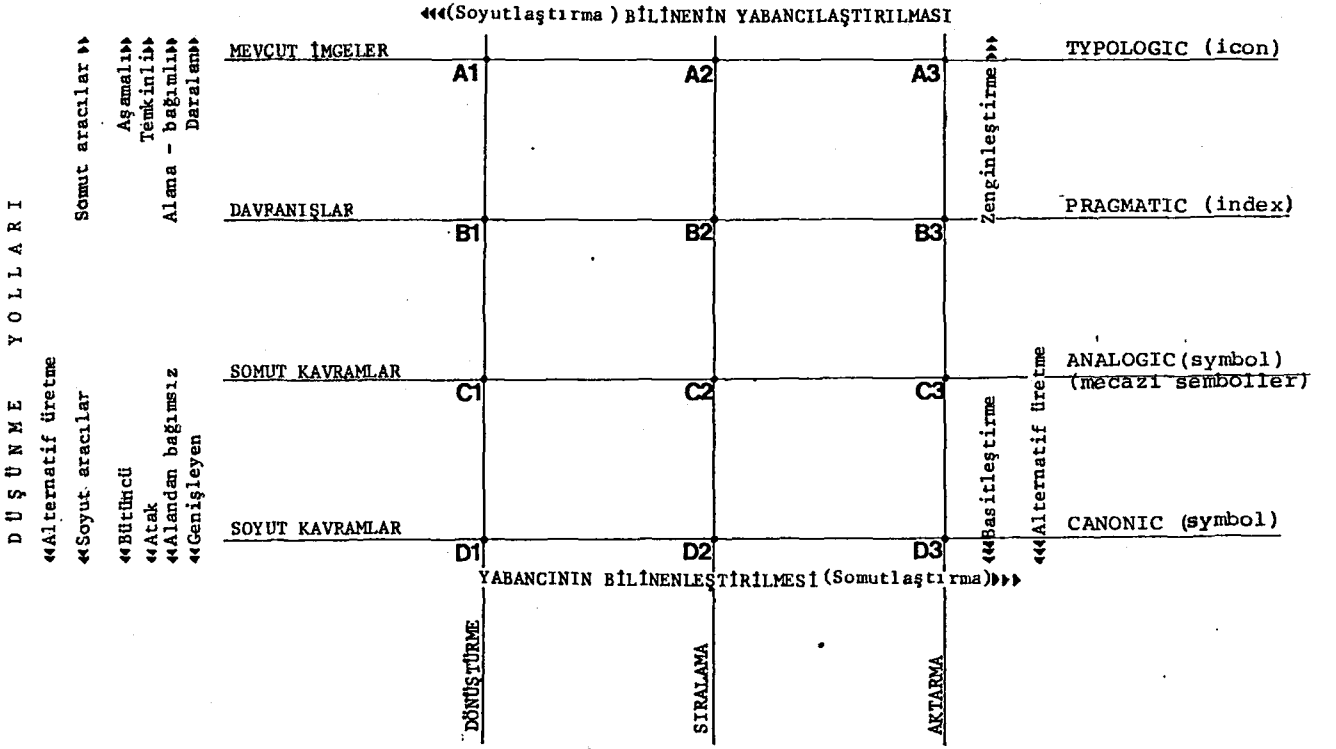 ◀◀◀(Soyutlaştırma ) BİLİNENİN YABANCILAŞTIRILMASI
DÜŞÜNME YOLLARI
◀◀Alternatif üretme
Somut aracılar ▶▶
◀◀Soyut aracılar
Aşamalı▶▶
Temkinli▶▶
Alana - bağımlı▶▶
Daralan▶▶
◀◀Bütüncü
◀◀Atak
◀◀Alandan bağımsız
◀◀Genişleyen
MEVCUT İMGELER
A1
A2
A3
TYPOLOGIC (icon)
Zenginleştirme ▶▶▶
DAVRANIŞLAR
B1
B2
B3
PRAGMATIC (index)
SOMUT KAVRAMLAR
C1
C2
C3
ANALOGIC (symbol)
(mecazi semboller)
◀◀◀Basitleştirme
◀◀◀Alternatif üretme
SOYUT KAVRAMLAR
D1
D2
D3
CANONIC (symbol)
YABANCININ BİLİNENLEŞTİRİLMESİ (Somutlaştırma)▶▶▶
DÖNÜŞTÜRME
SIRALAMA
AKTARMA